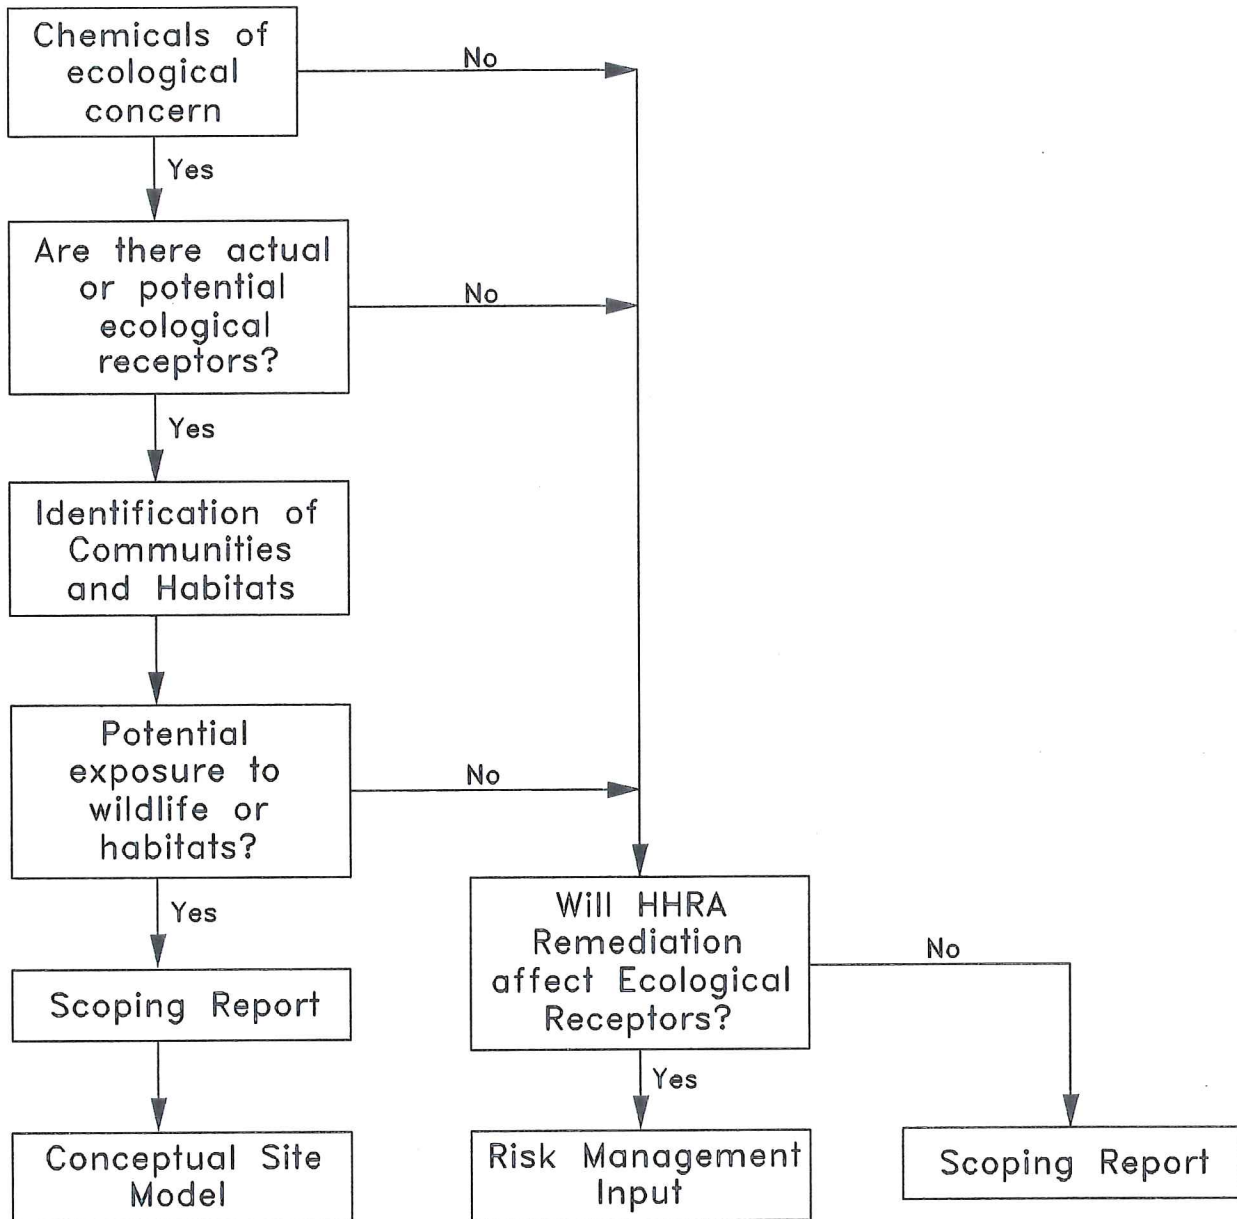 Chemicals of
ecological
concern
No
Yes
Are there actual
or potential
ecological
receptors?
No
Yes
Identification of
Communities
and Habitats
Potential
exposure to
wildlife or
habitats?
No
Yes
Will HHRA
Remediation
affect Ecological
Receptors?
No
Scoping Report
Yes
Conceptual Site
Model
Risk Management
Input
Scoping Report